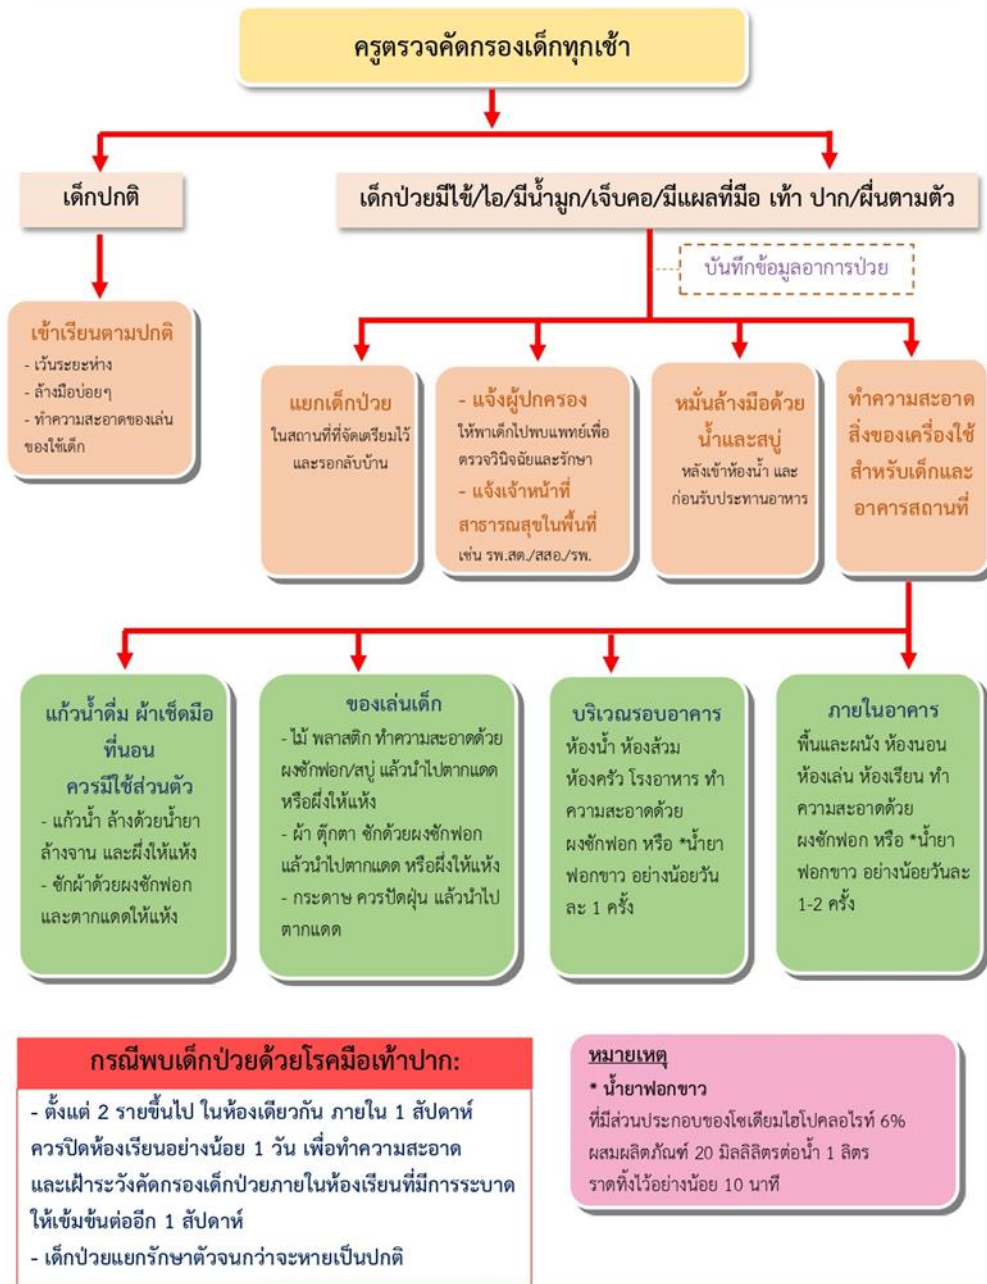 ครูตรวจคัดกรองเด็กทุกเช้า
เด็กปกติ
เด็กป่วยมีไข้/ไอ/มีน้ำมูก/เจ็บคอ/มีแผลที่มือ เท้า ปาก/ผื่นตามตัว
บันทึกข้อมูลอาการป่วย
เข้าเรียนตามปกติ
- เว้นระยะห่าง
- ล้างมือบ่อยๆ
- ทำความสะอาดของเล่น
ของใช้เด็ก
แยกเด็กป่วย
ในสถานที่ที่จัดเตรียมไว้
และรอกลับบ้าน
- แจ้งผู้ปกครอง
ให้พาเด็กไปพบแพทย์เพื่อ
ตรวจวินิจฉัยและรักษา
- แจ้งเจ้าหน้าที่
สาธารณสุขในพื้นที่
เช่น รพ.สต./สสอ./รพ.
หมั่นล้างมือด้วย
น้ำและสบู่
หลังเข้าห้องน้ำ และ
ก่อนรับประทานอาหาร
ทำความสะอาด
สิ่งของเครื่องใช้
สำหรับเด็กและ
อาคารสถานที่
แก้วน้ำดื่ม ผ้าเช็ดมือ
ที่นอน
ควรมีใช้ส่วนตัว
- แก้วน้ำ ล้างด้วยน้ำยา
ล้างจาน และผึ่งให้แห้ง
- ซักผ้าด้วยผงซักฟอก
และตากแดดให้แห้ง
ของเล่นเด็ก
- ไม้ พลาสติก ทำความสะอาดด้วย
ผงซักฟอก/สบู่ แล้วนำไปตากแดด
หรือผึ่งให้แห้ง
- ผ้า ตุ๊กตา ซักด้วยผงซักฟอก
แล้วนำไปตากแดด หรือผึ่งให้แห้ง
- กระดาษ ควรปัดฝุ่น แล้วนำไป
ตากแดด
บริเวณรอบอาคาร
ห้องน้ำ ห้องส้วม
ห้องครัว โรงอาหาร ทำ
ความสะอาดด้วย
ผงซักฟอก หรือ *น้ำยา
ฟอกขาว อย่างน้อยวัน
ละ 1 ครั้ง
ภายในอาคาร
พื้นและผนัง ห้องนอน
ห้องเล่น ห้องเรียน ทำ
ความสะอาดด้วย
ผงซักฟอก หรือ *น้ำยา
ฟอกขาว อย่างน้อยวันละ
1-2 ครั้ง
กรณีพบเด็กป่วยด้วยโรคมือเท้าปาก:
- ตั้งแต่ 2 รายขึ้นไป ในห้องเดียวกัน ภายใน 1 สัปดาห์
ควรปิดห้องเรียนอย่างน้อย 1 วัน เพื่อทำความสะอาด
และเฝ้าระวังคัดกรองเด็กป่วยภายในห้องเรียนที่มีการระบาด
ให้เข้มข้นต่ออีก 1 สัปดาห์
- เด็กป่วยแยกรักษาตัวจนกว่าจะหายเป็นปกติ
หมายเหตุ
* น้ำยาฟอกขาว
ที่มีส่วนประกอบของโซเดียมไฮโปคลอไรท์ 6%
ผสมผลิตภัณฑ์ 20 มิลลิลิตรต่อน้ำ 1 ลิตร
ราดทิ้งไว้อย่างน้อย 10 นาที